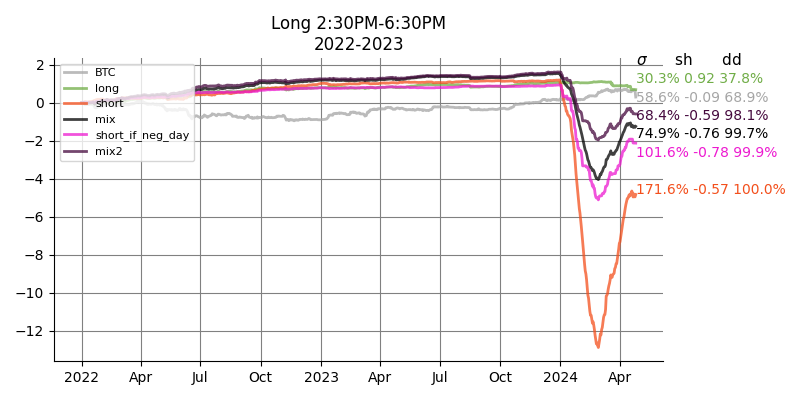 Long 2:30PM-6:30PM
2022-2023
σ sh dd
30.3% 0.92 37.8%
58.6% -0.09 68.9%
68.4% -0.59 98.1%
74.9% -0.76 99.7%
101.6% -0.78 99.9%
171.6% -0.57 100.0%
BTC
long
short
mix
short_if_neg_day
mix2
2
0
−2
−4
−6
−8
−10
−12
2022 Apr Jul Oct 2023 Apr Jul Oct 2024 Apr